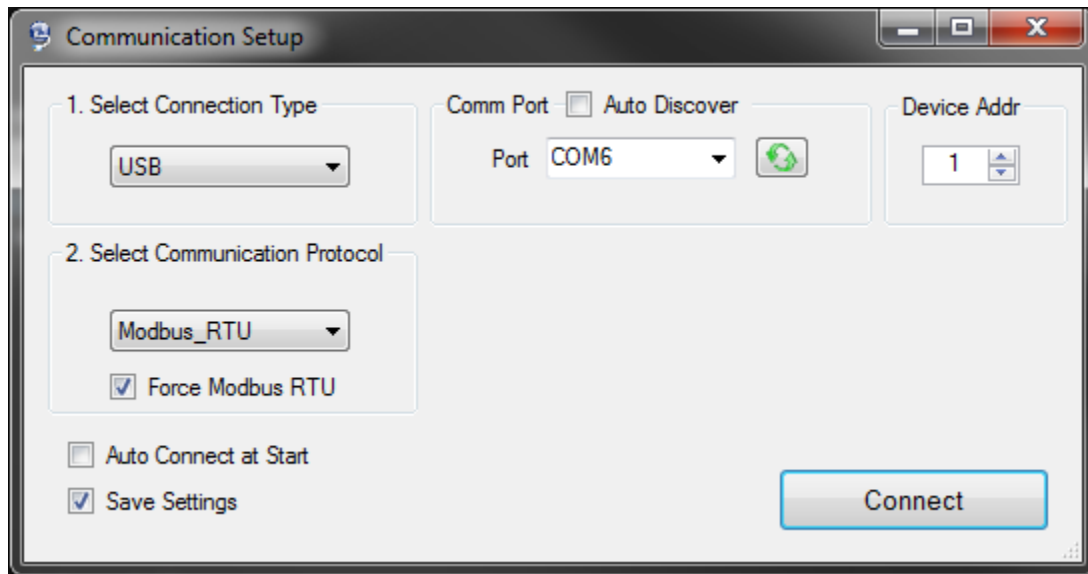 Communication Setup
1. Select Connection Type
USB
Comm Port Auto Discover
Port COM6
Device Addr
1
2. Select Communication Protocol
Modbus_RTU
Force Modbus RTU
Auto Connect at Start
Save Settings
Connect